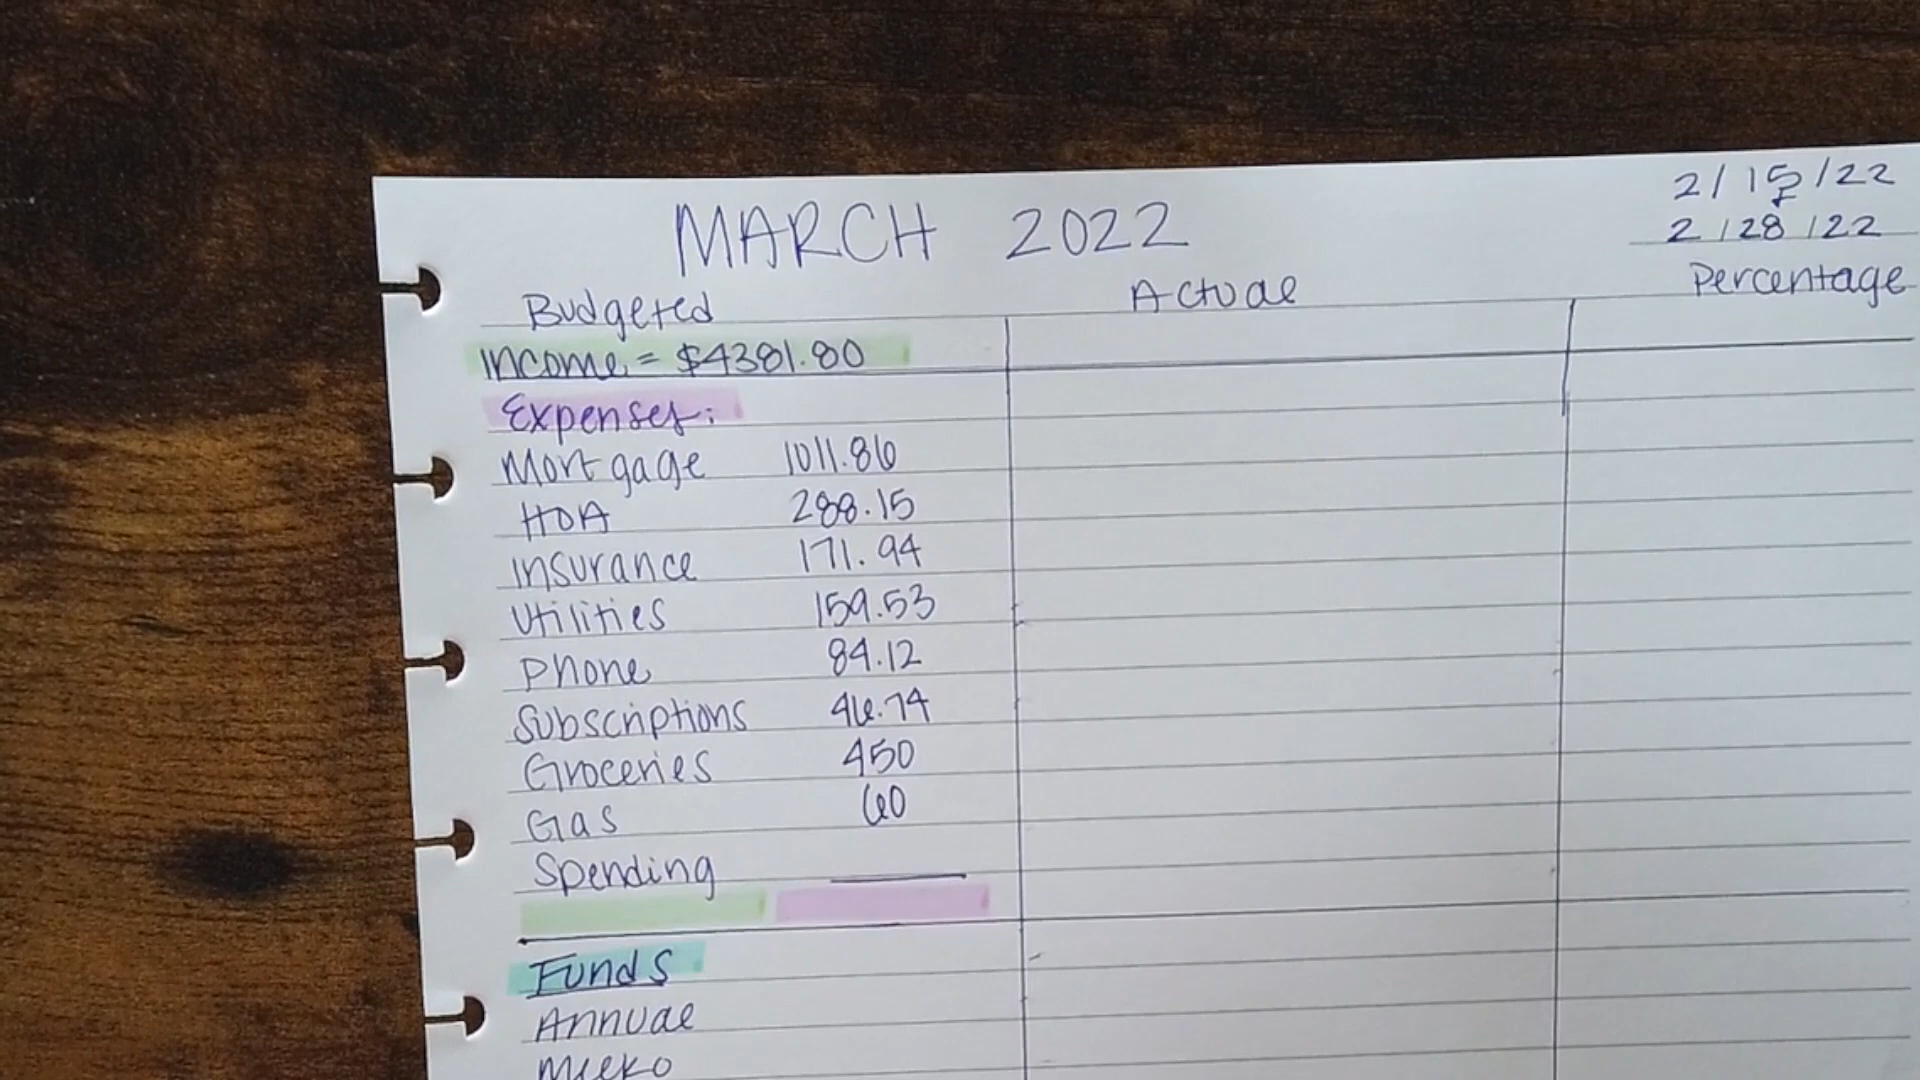 2/15/22
MARCH 2022
2/28/22
Budgeted Actual Percentage
Income = $4381.80
Expenses:
Mortgage 1011.86
HOA 288.15
Insurance 171.94
Utilities 159.53
Phone 84.12
Subscriptions 46.74
Groceries 450
Gas 60
Spending
Funds
Annual
Meeko